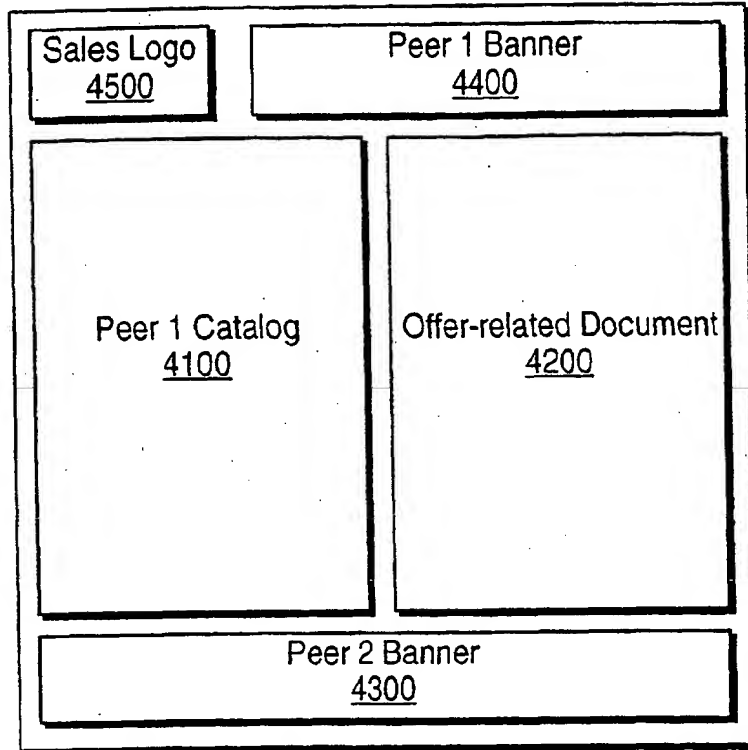 Sales Logo
4500
Peer 1 Banner
4400
Peer 1 Catalog
4100
Offer-related Document
4200
Peer 2 Banner
4300